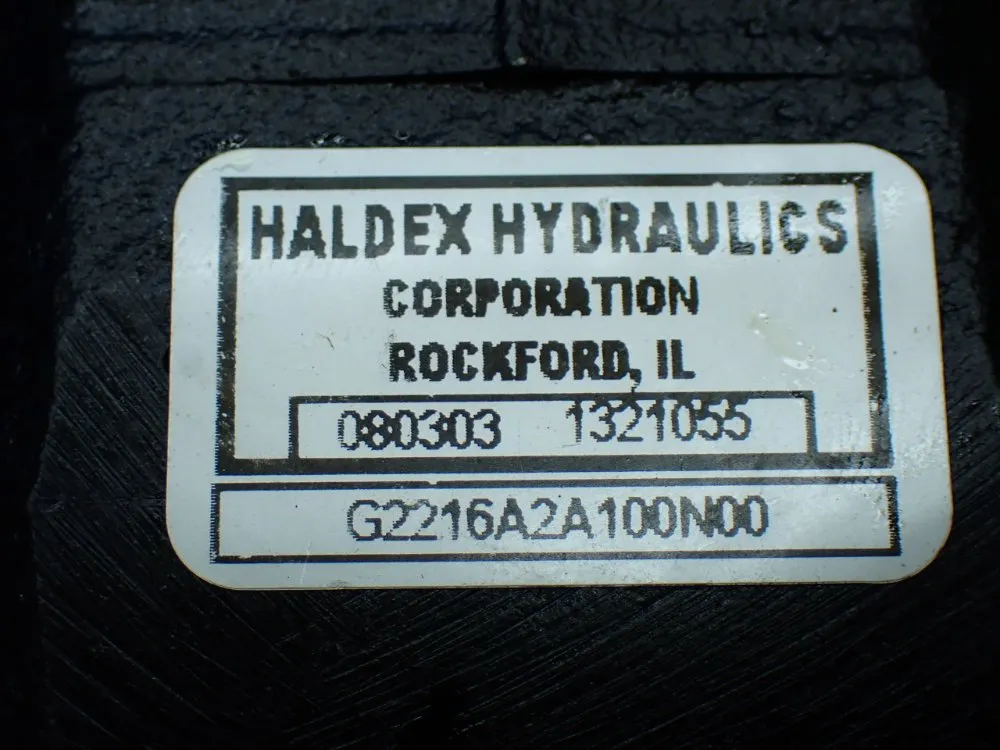 HALDEX HYDRAULICS
CORPORATION
ROCKFORD, IL
080303 1321055
G2216A2A100N00